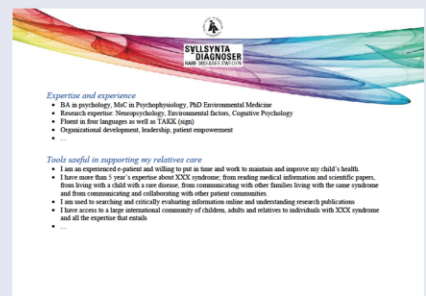 SÄLLSYNTA
DIAGNOSER
RARE DISEASES SWEDEN
Expertise and experience
• BA in psychology, MsC in Psychophysiology, PhD Environmental Medicine
• Research expertise: Neuropsychology, Environmental factors, Cognitive Psychology
• Fluent in four languages as well as TAKK (sign)
• Organizational development, leadership, patient empowerment
• ...
Tools useful in supporting my relatives care
• I am an experienced e-patient and willing to put in time and work to maintain and improve my child's health.
• I have more than 5 year's expertise about XXX syndrome; from reading medical information and scientific papers,
from living with a child with a rare disease, from communicating with other families living with the same syndrome
and from communicating and collaborating with other patient communities.
• I am used to searching and critically evaluating information online and understanding research publications
• I have access to a large international community of children, adults and relatives to individuals with XXX syndrome
and all the expertise that entails
• ...